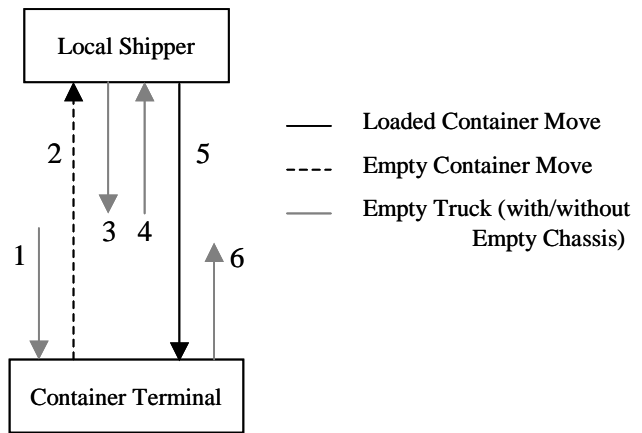 Local Shipper
2
5
3
4
1
6
Container Terminal
Loaded Container Move
Empty Container Move
Empty Truck (with/without
Empty Chassis)